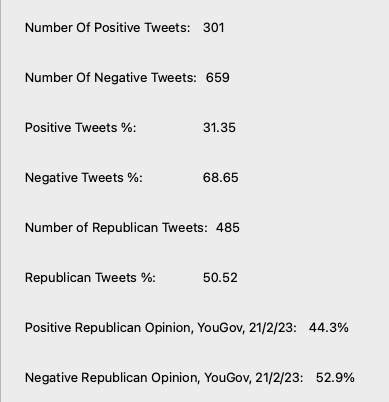 Number Of Positive Tweets: 301
Number Of Negative Tweets: 659
Positive Tweets %: 31.35
Negative Tweets %: 68.65
Number of Republican Tweets: 485
Republican Tweets %: 50.52
Positive Republican Opinion, YouGov, 21/2/23: 44.3%
Negative Republican Opinion, YouGov, 21/2/23: 52.9%